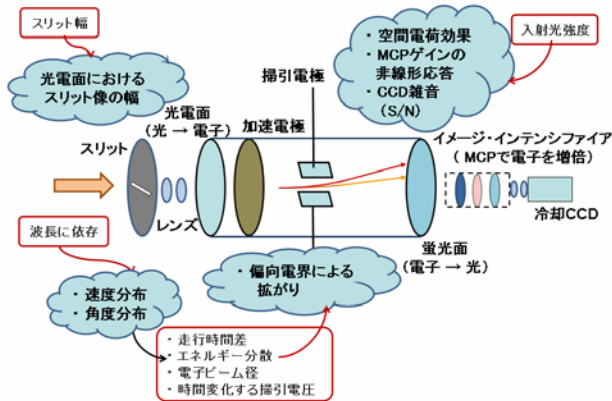 スリット幅
光電面における
スリット像の幅
・ 空間電荷効果
・ MCPゲインの
非線形応答
・ CCD雑音
（S/N）
入射光強度
掃引電極
光電面
（光 → 電子）
加速電極
スリット
レンズ
イメージ・インテンシファイア
（ MCPで電子を増倍）
冷却CCD
蛍光面
（電子 → 光）
波長に依存
・ 速度分布
・ 角度分布
・ 偏向電界による
拡がり
・ 走行時間差
・ エネルギー分散
・ 電子ビーム径
・ 時間変化する掃引電圧